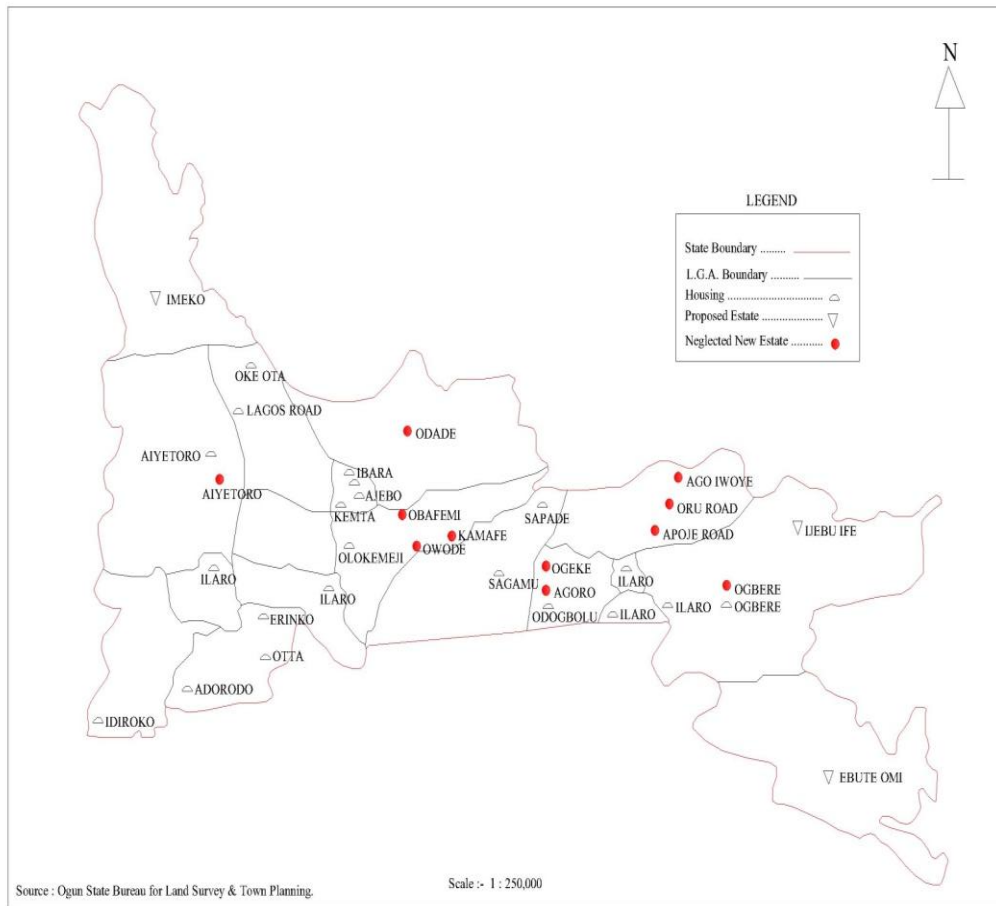 N
LEGEND
State Boundary .........
L.G.A. Boundary ..........
Housing .................................
Proposed Estate .....................
Neglected New Estate ...........
IMEKO
OKE OTA
LAGOS ROAD
ODADE
AIYETORO
AIYETORO
IBARA
AJEBO
KEMTA
OBAFEMI
KAMAFE
OWODE
OLOKEMEJI
SAPADE
AGO IWOYE
ORU ROAD
APOJE ROAD
IJEBU IFE
ILARO
ILARO
SAGAMU
OGEKE
AGORO
ODOGBOLU
ILARO
ILARO
ILARO
OGBERE
OGBERE
ERINKO
OTTA
ADORODO
IDIROKO
EBUTE OMI
Source : Ogun State Bureau for Land Survey & Town Planning.
Scale :- 1 : 250,000